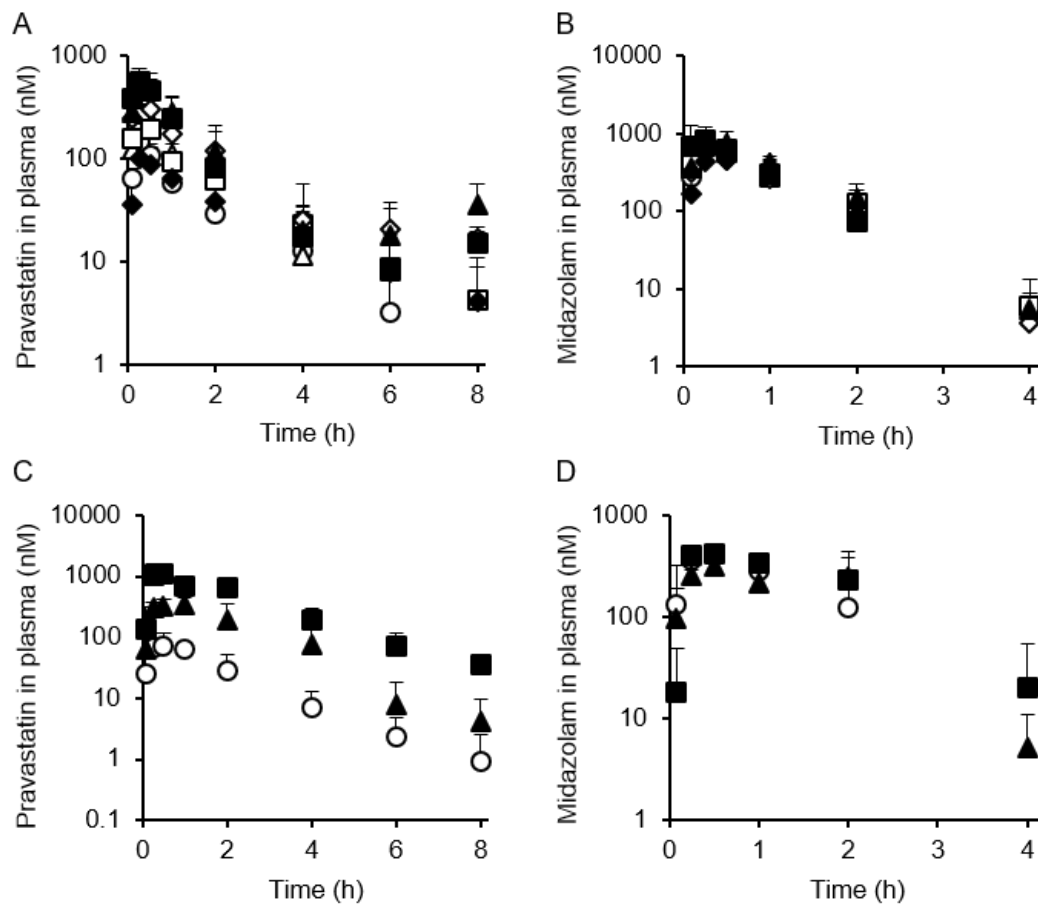 A
Pravastatin in plasma (nM)
1000
100
10
1
0 2 4 6 8
Time (h)
B
Midazolam in plasma (nM)
10000
1000
100
10
1
0 1 2 3 4
Time (h)
C
Pravastatin in plasma (nM)
10000
1000
100
10
1
0.1
0 2 4 6 8
Time (h)
D
Midazolam in plasma (nM)
1000
100
10
1
0 1 2 3 4
Time (h)